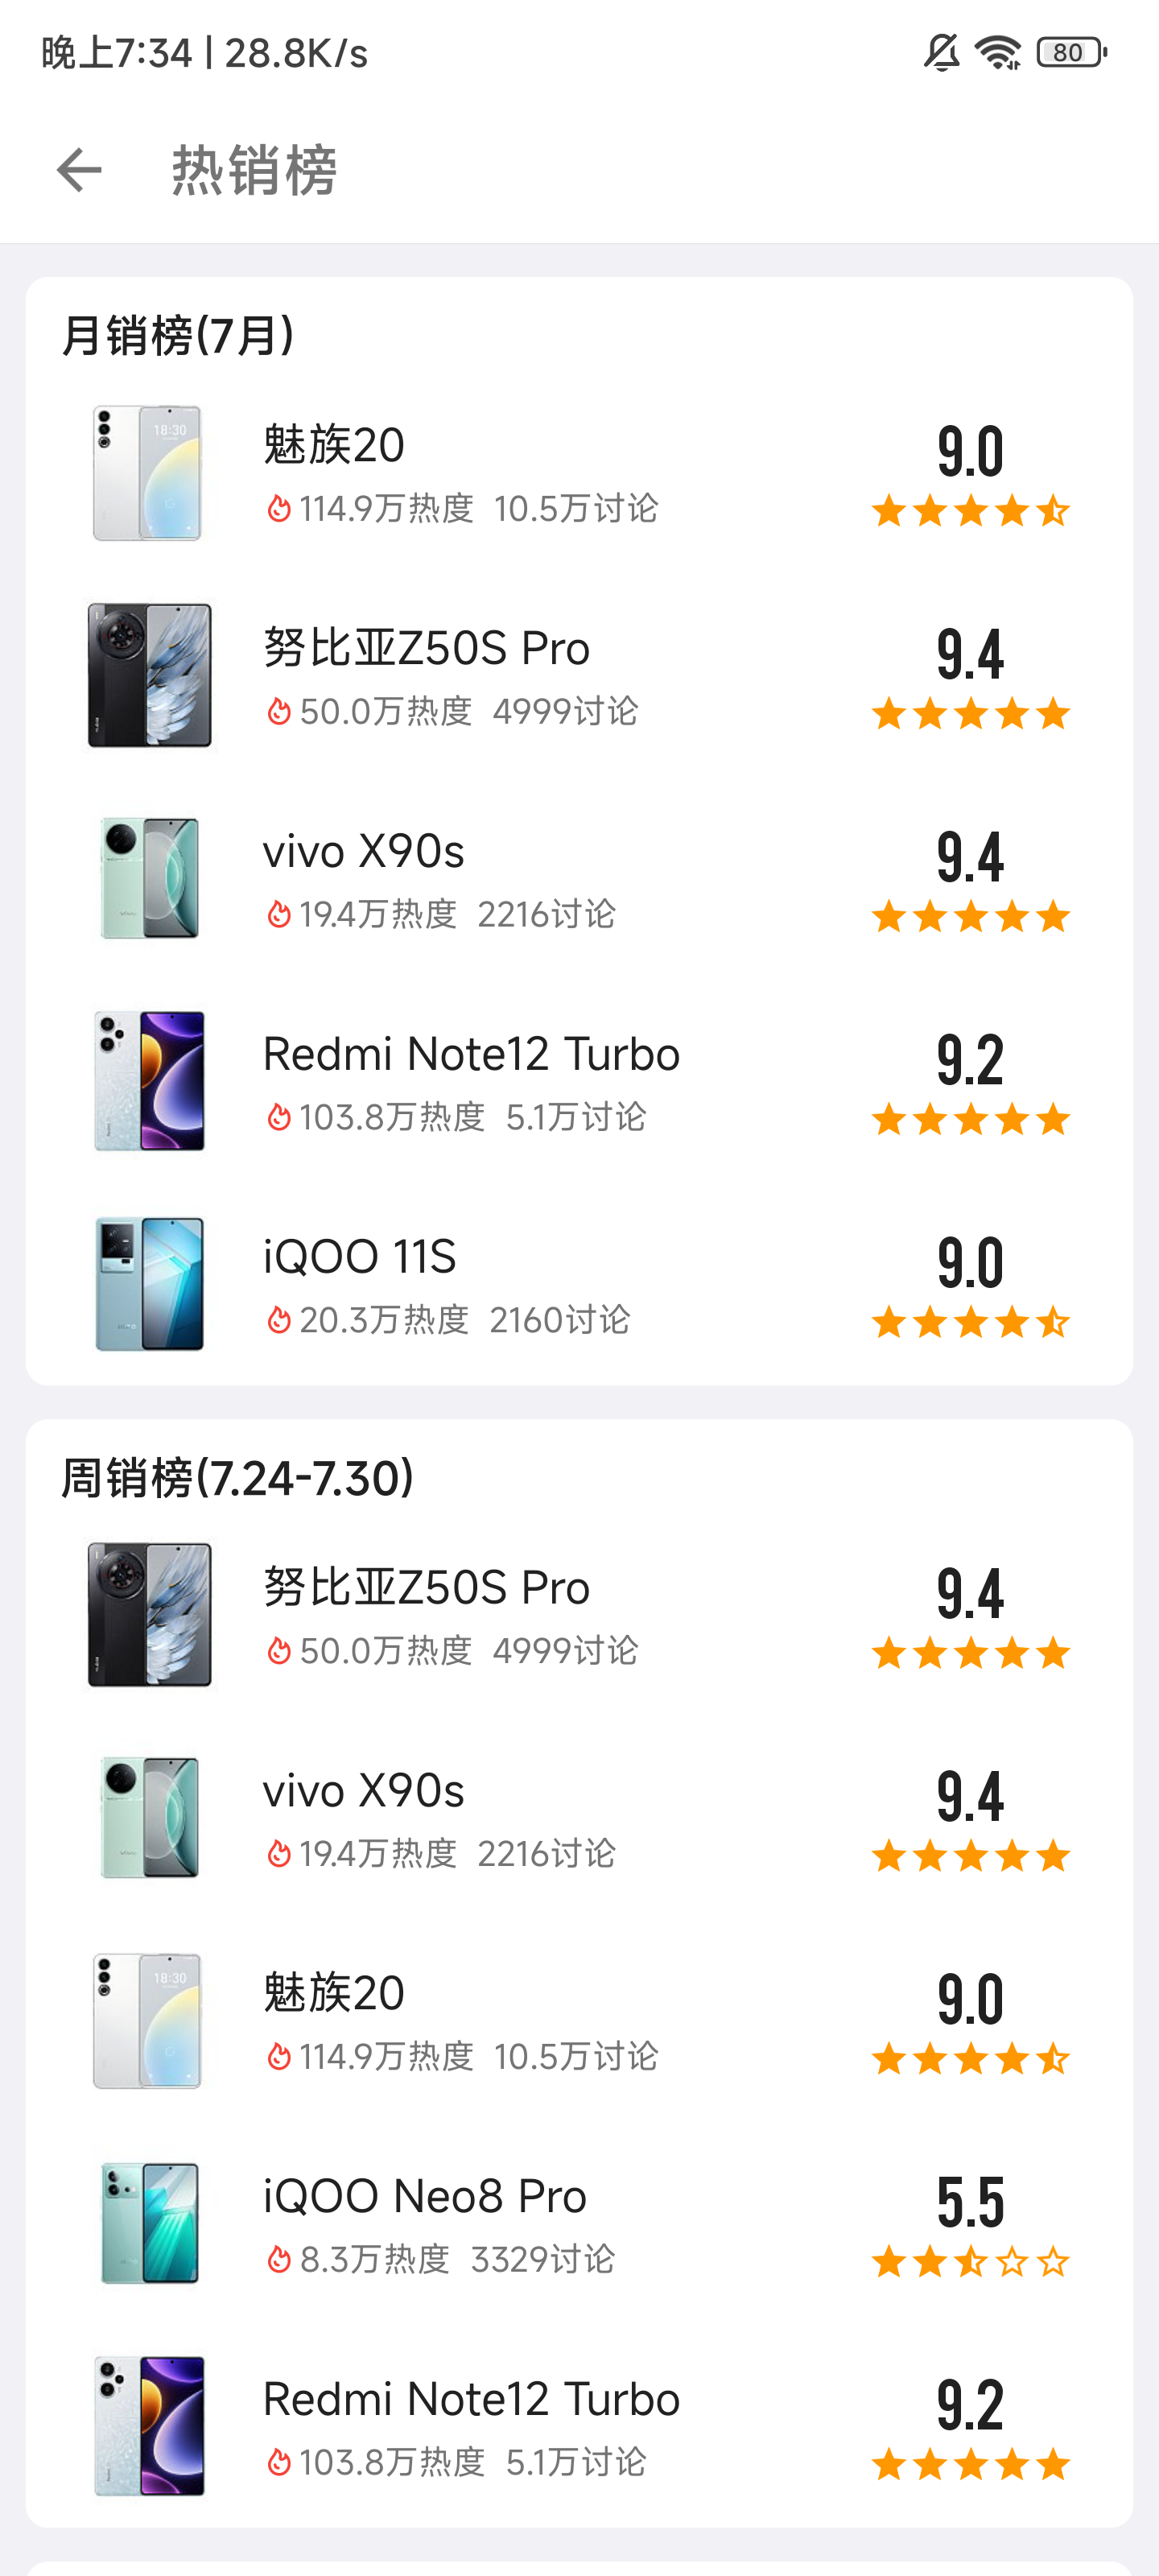 晚上7:34 | 28.8K/s
80
热销榜
月销榜(7月)
18:30
魅族20
9.0
114.9万热度 10.5万讨论
努比亚Z50S Pro
9.4
50.0万热度 4999讨论
vivo X90s
9.4
19.4万热度 2216讨论
Redmi Note12 Turbo
9.2
103.8万热度 5.1万讨论
iQOO 11S
9.0
20.3万热度 2160讨论
周销榜(7.24-7.30)
努比亚Z50S Pro
9.4
50.0万热度 4999讨论
vivo X90s
9.4
19.4万热度 2216讨论
18:30
魅族20
9.0
114.9万热度 10.5万讨论
iQOO Neo8 Pro
5.5
8.3万热度 3329讨论
Redmi Note12 Turbo
9.2
103.8万热度 5.1万讨论